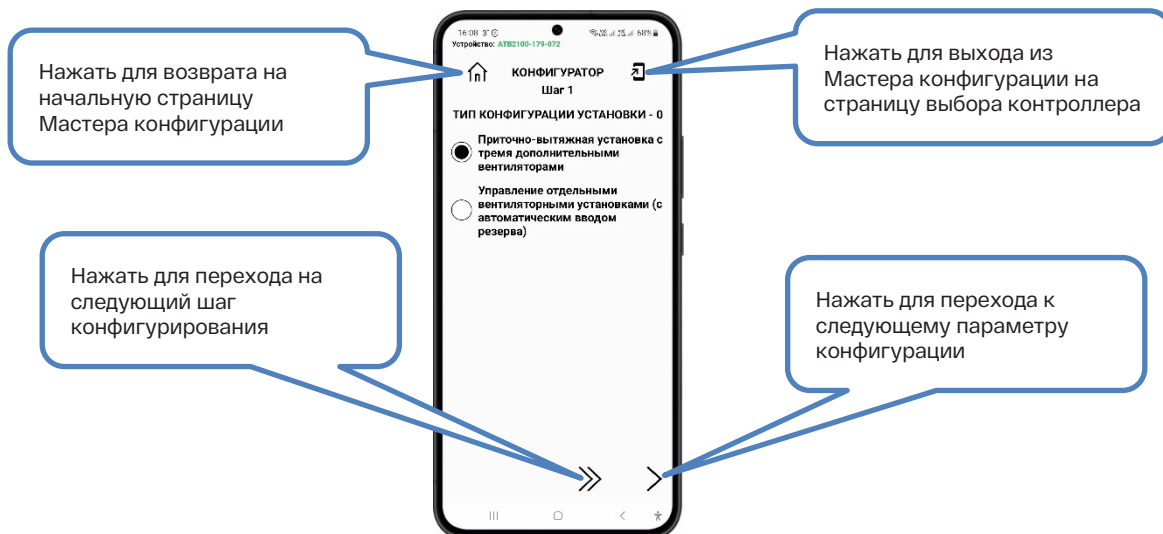 Нажать для возврата на
начальную страницу
Мастера конфигурации
16:08 3°
68%
Устройство: АТВ2100-179-072
КОНФИГУРАТОР
Шаг 1
Нажать для выхода из
Мастера конфигурации на
страницу выбора контроллера
ТИП КОНФИГУРАЦИИ УСТАНОВКИ - 0
Приточно-вытяжная установка с
тремя дополнительными
вентиляторами
Управление отдельными
вентиляторными установками (с
автоматическим вводом
резерва)
Нажать для перехода на
следующий шаг
конфигурирования
Нажать для перехода к
следующему параметру
конфигурации